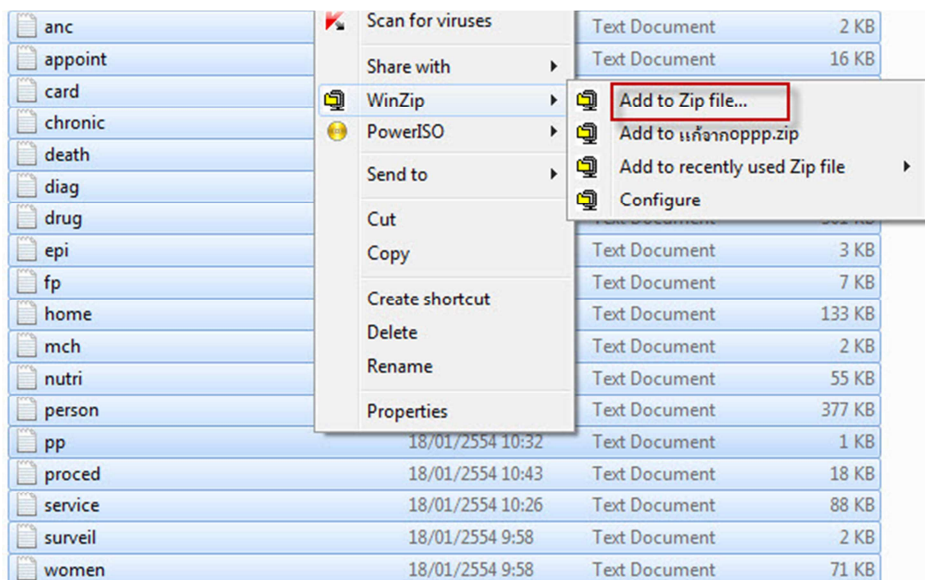 anc Scan for viruses Text Document 2 KB
appoint Share with Text Document 16 KB
card WinZip Add to Zip file...
chronic PowerISO Add to แก้จากoppp.zip
death Send to Add to recently used Zip file
diag Configure
drug Cut
epi Copy Text Document 3 KB
fp Text Document 7 KB
home Create shortcut Text Document 133 KB
mch Delete Text Document 2 KB
nutri Rename Text Document 55 KB
person Properties Text Document 377 KB
pp 18/01/2554 10:32 Text Document 1 KB
proced 18/01/2554 10:43 Text Document 18 KB
service 18/01/2554 10:26 Text Document 88 KB
surveil 18/01/2554 9:58 Text Document 2 KB
women 18/01/2554 9:58 Text Document 71 KB